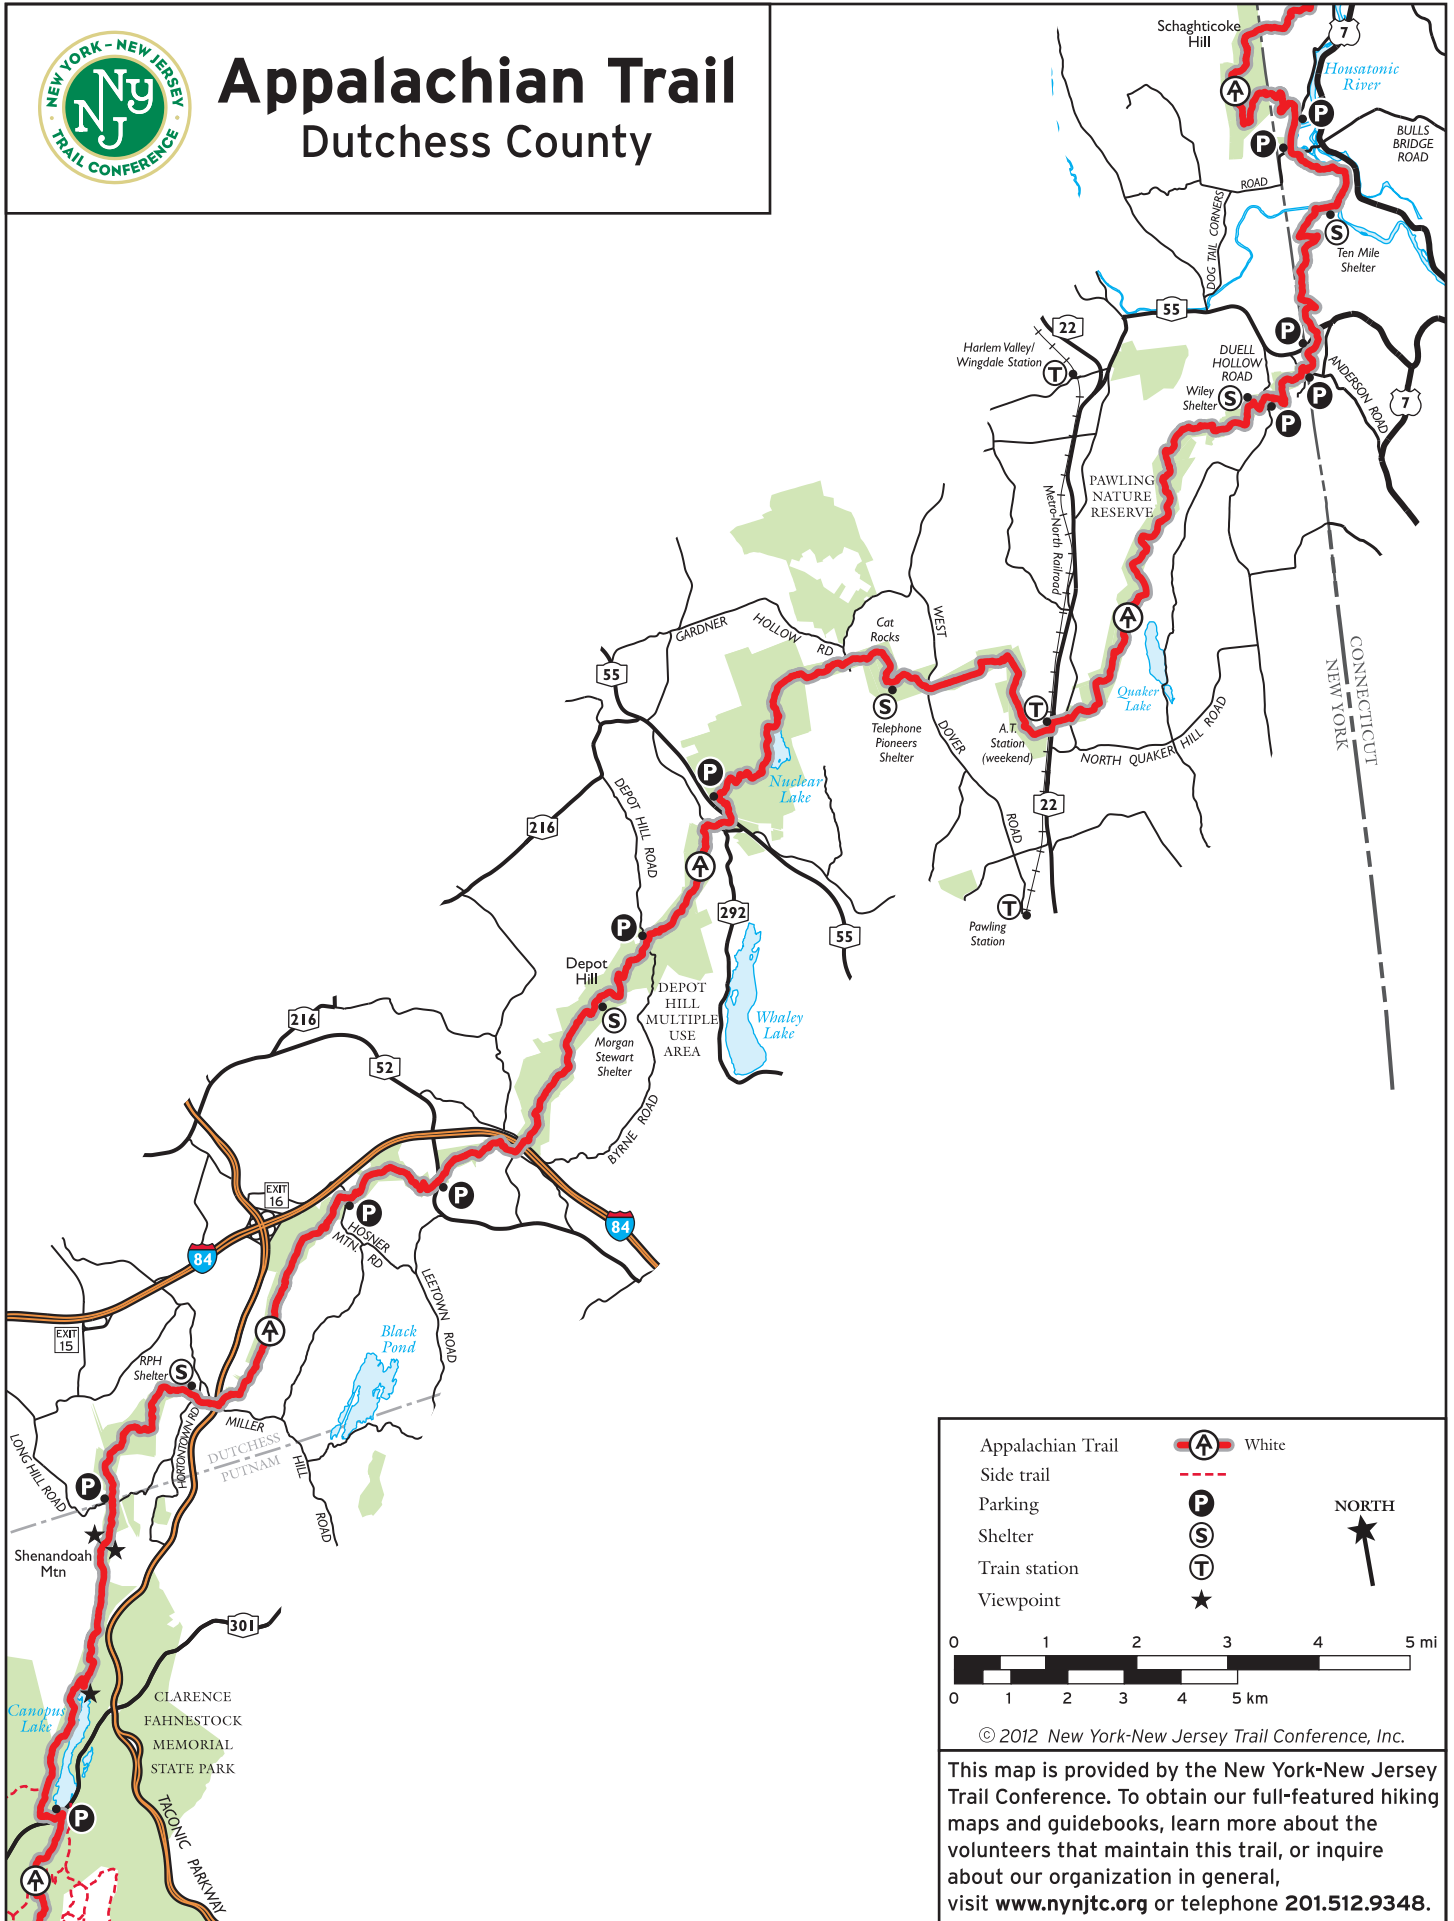 NEW YORK – NEW JERSEY
NY
NJ
TRAIL CONFERENCE
Appalachian Trail
Dutchess County
Schaghticoke
Hill
7
Housatonic
River
P
P
BULLS
BRIDGE
ROAD
DOG TAIL CORNERS
ROAD
S
Ten Mile
Shelter
55
22
Harlem Valley/
Wingdale Station
T
P
DUELL
HOLLOW
ROAD
Wiley
Shelter
S
P
P
ANDERSON ROAD
7
PAWLING
NATURE
RESERVE
Metro-North Railroad
GARDNER
HOLLOW
RD
Cat
Rocks
WEST
DOVER
ROAD
55
S
Telephone
Pioneers
Shelter
T
A.T.
Station
(weekend)
Quaker
Lake
NORTH QUAKER HILL ROAD
CONNECTICUT
NEW YORK
P
Nuclear
Lake
DEPOT HILL ROAD
216
22
292
55
T
Pawling
Station
P
Depot
Hill
DEPOT
HILL
MULTIPLE
USE
AREA
S
Morgan
Stewart
Shelter
Whaley
Lake
216
52
BYRNE ROAD
EXIT
16
P
P
HOSNER
MTN. RD
84
84
LEETOWN ROAD
EXIT
15
Black
Pond
RPH
Shelter
S
MILLER
HILL
ROAD
HORTONTOWN RD
DUTCHESS
PUTNAM
LONG HILL ROAD
P
Shenandoah
Mtn
301
Canopus
Lake
CLARENCE
FAHNESTOCK
MEMORIAL
STATE PARK
P
TACONIC PARKWAY
Appalachian Trail White
Side trail
Parking P
Shelter S
Train station T
Viewpoint
NORTH
0 1 2 3 4 5 mi
0 1 2 3 4 5 km
© 2012 New York-New Jersey Trail Conference, Inc.
This map is provided by the New York-New Jersey
Trail Conference. To obtain our full-featured hiking
maps and guidebooks, learn more about the
volunteers that maintain this trail, or inquire
about our organization in general,
visit www.nynjtc.org or telephone 201.512.9348.